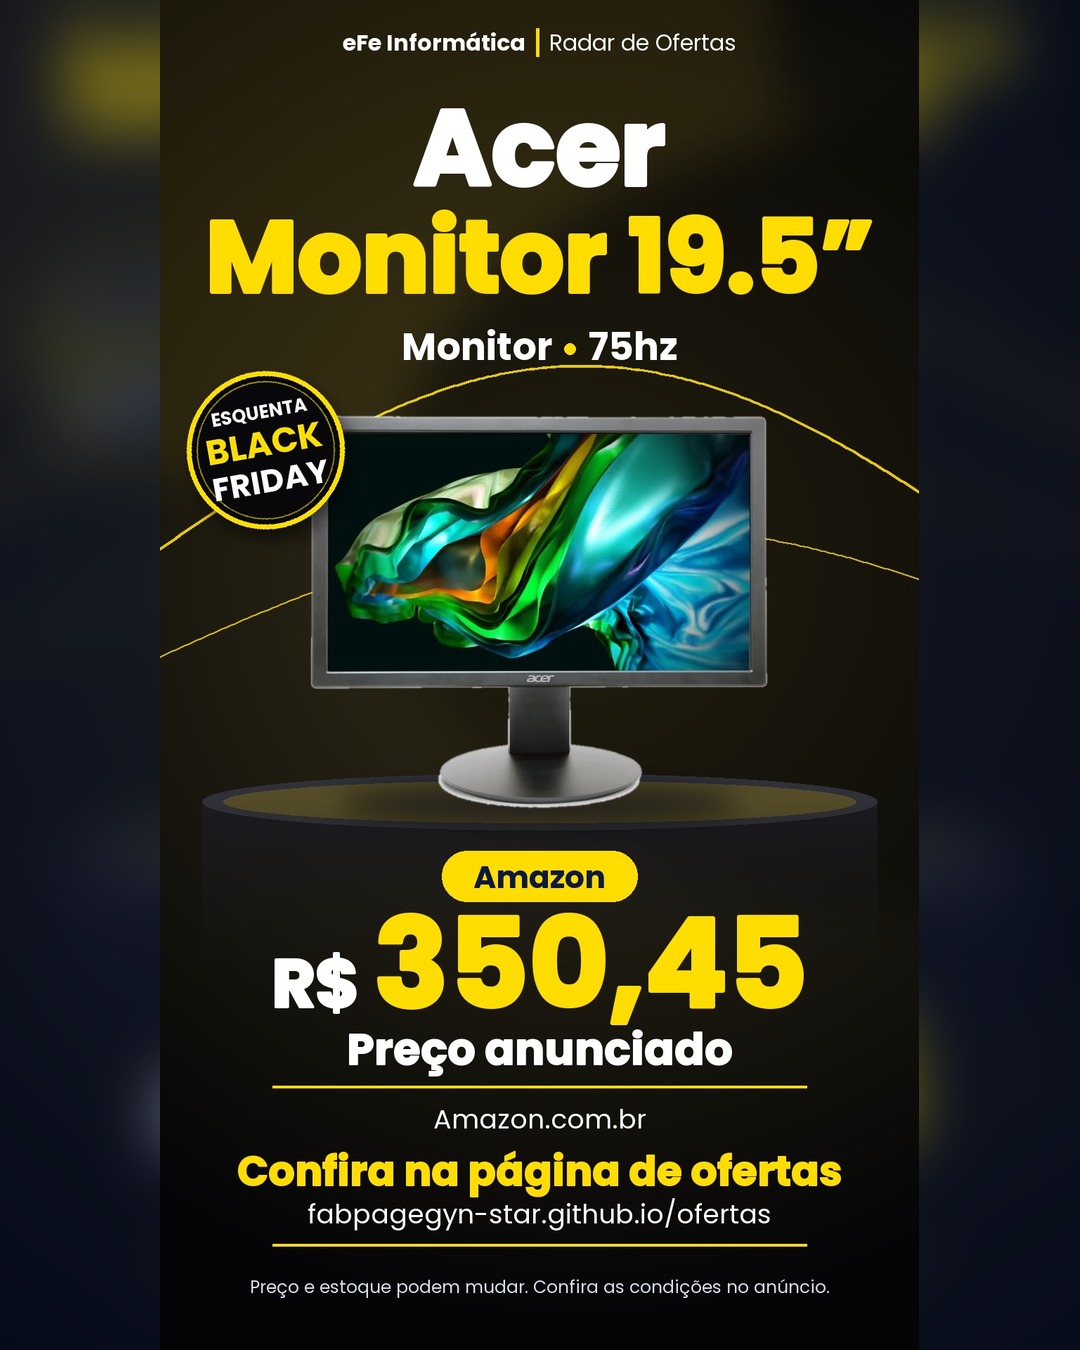 eFe Informática | Radar de Ofertas
Acer
Monitor 19.5”
Monitor • 75hz
ESQUENTA
BLACK
FRIDAY
acer
Amazon
R$ 350,45
Preço anunciado
Amazon.com.br
Confira na página de ofertas
fabpagegyn-star.github.io/ofertas
Preço e estoque podem mudar. Confira as condições no anúncio.